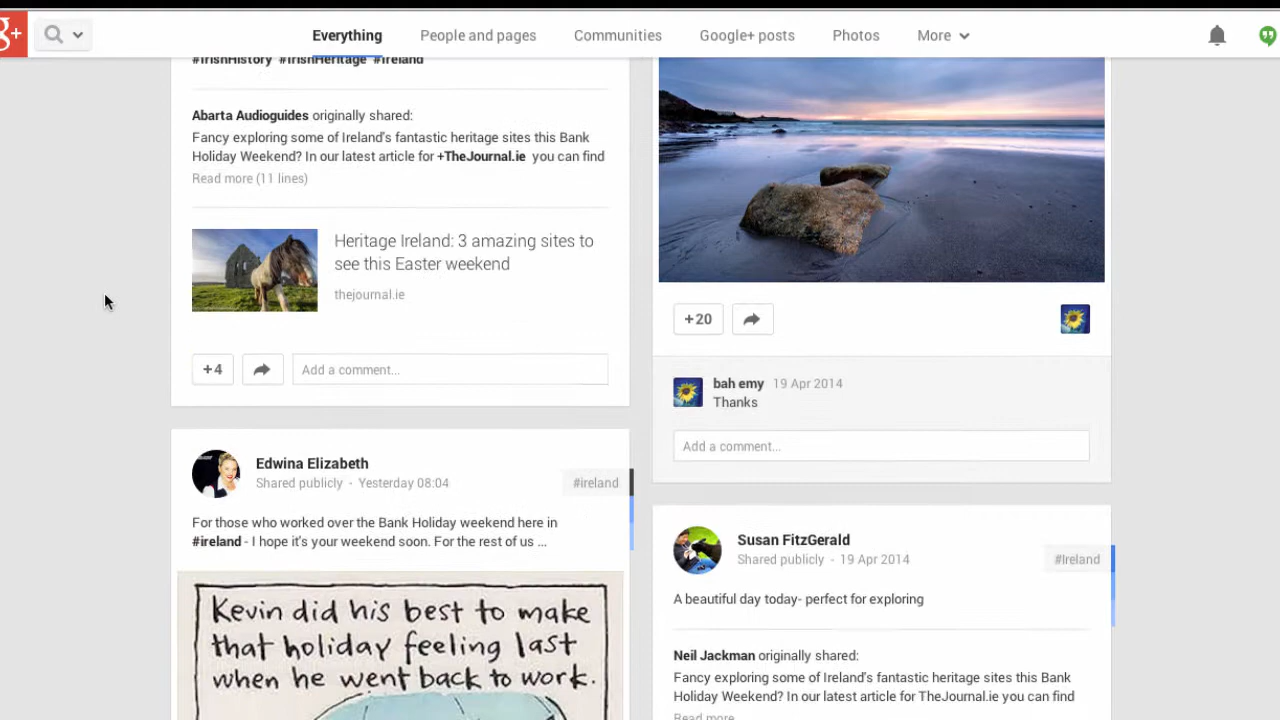 g+
Everything People and pages Communities Google+ posts Photos More
#IrishHistory #IrishHeritage #Ireland
Abarta Audioguides originally shared:
Fancy exploring some of Ireland's fantastic heritage sites this Bank
Holiday Weekend? In our latest article for +TheJournal.ie you can find
Read more (11 lines)
Heritage Ireland: 3 amazing sites to
see this Easter weekend
thejournal.ie
+4
Add a comment...
Edwina Elizabeth
Shared publicly - Yesterday 08:04
#ireland
For those who worked over the Bank Holiday weekend here in
#ireland - I hope it's your weekend soon. For the rest of us ...
Kevin did his best to make
that holiday feeling last
when he went back to work.
+20
bah emy 19 Apr 2014
Thanks
Add a comment...
Susan FitzGerald
Shared publicly - 19 Apr 2014
#Ireland
A beautiful day today- perfect for exploring
Neil Jackman originally shared:
Fancy exploring some of Ireland's fantastic heritage sites this Bank
Holiday Weekend? In our latest article for TheJournal.ie you can find
Read more